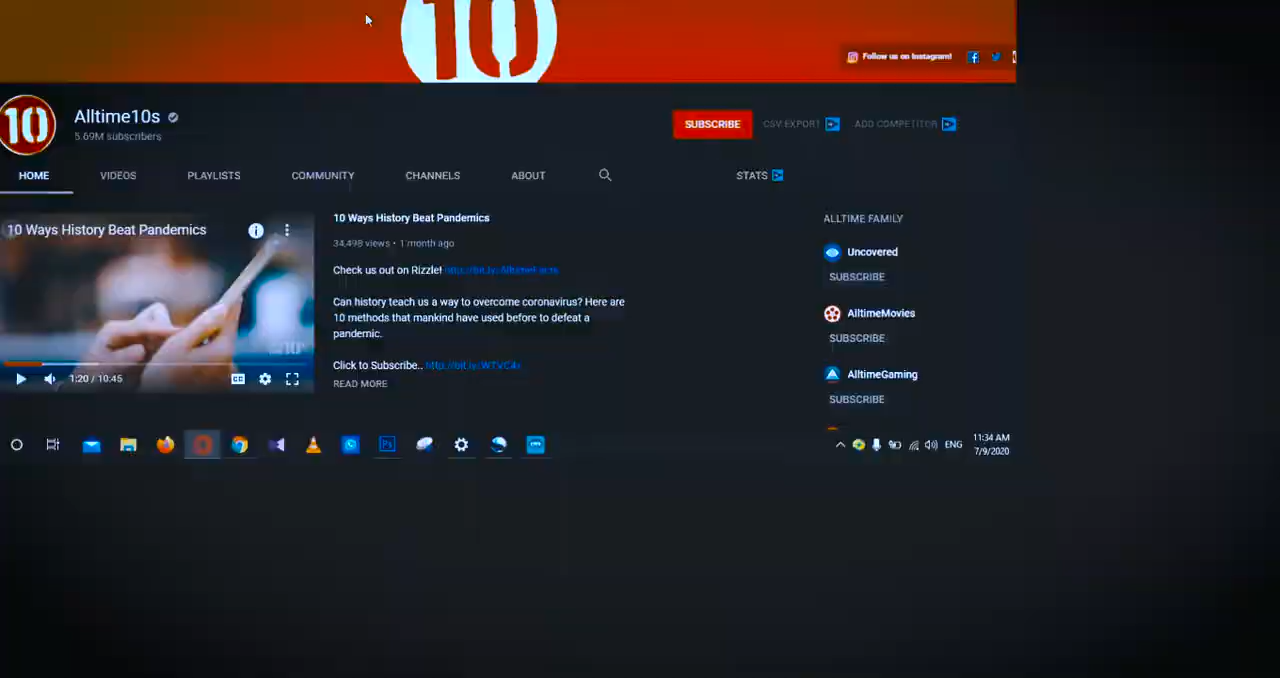 10
Follow us on Instagram!
10
Alltime10s
5.69M subscribers
SUBSCRIBE
CSV EXPORT
ADD COMPETITOR
HOME
VIDEOS
PLAYLISTS
COMMUNITY
CHANNELS
ABOUT
STATS
10 Ways History Beat Pandemics
1:20 / 10:45
10 Ways History Beat Pandemics
34,498 views • 1 month ago
Check us out on Rizzle!
Can history teach us a way to overcome coronavirus? Here are
10 methods that mankind have used before to defeat a
pandemic.
Click to Subscribe..
READ MORE
ALLTIME FAMILY
Uncovered
SUBSCRIBE
AlltimeMovies
SUBSCRIBE
AlltimeGaming
SUBSCRIBE
Ps
ENG
11:34 AM
7/9/2020